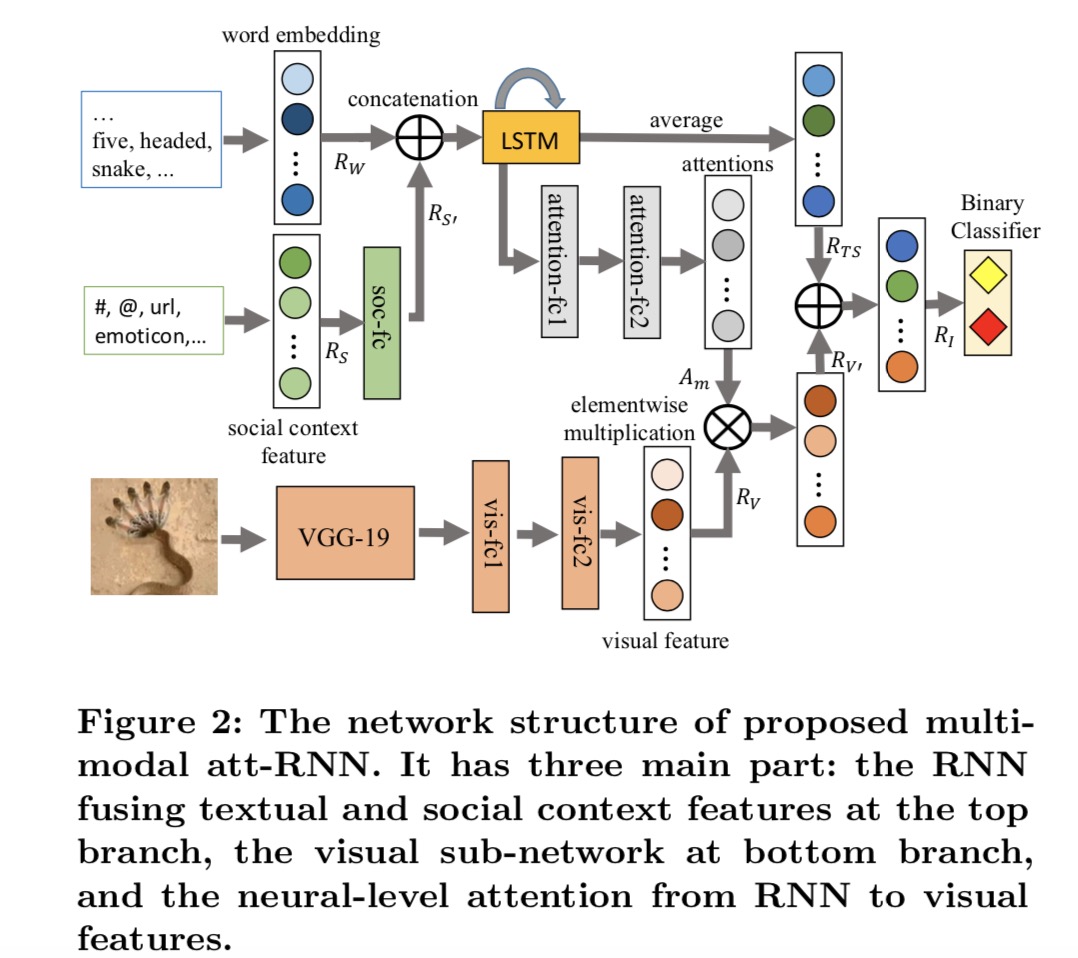 word embedding
…
five, headed,
snake, ...
R_W
concatenation
R_{S'}
LSTM
average
attentions
attention-fc1
attention-fc2
#, @, url,
emoticon,...
R_S
soc-fc
social context
feature
A_m
elementwise
multiplication
R_{TS}
R_{V'}
R_I
Binary
Classifier
VGG-19
vis-fc1
vis-fc2
R_V
visual feature
Figure 2: The network structure of proposed multi-
modal att-RNN. It has three main part: the RNN
fusing textual and social context features at the top
branch, the visual sub-network at bottom branch,
and the neural-level attention from RNN to visual
features.